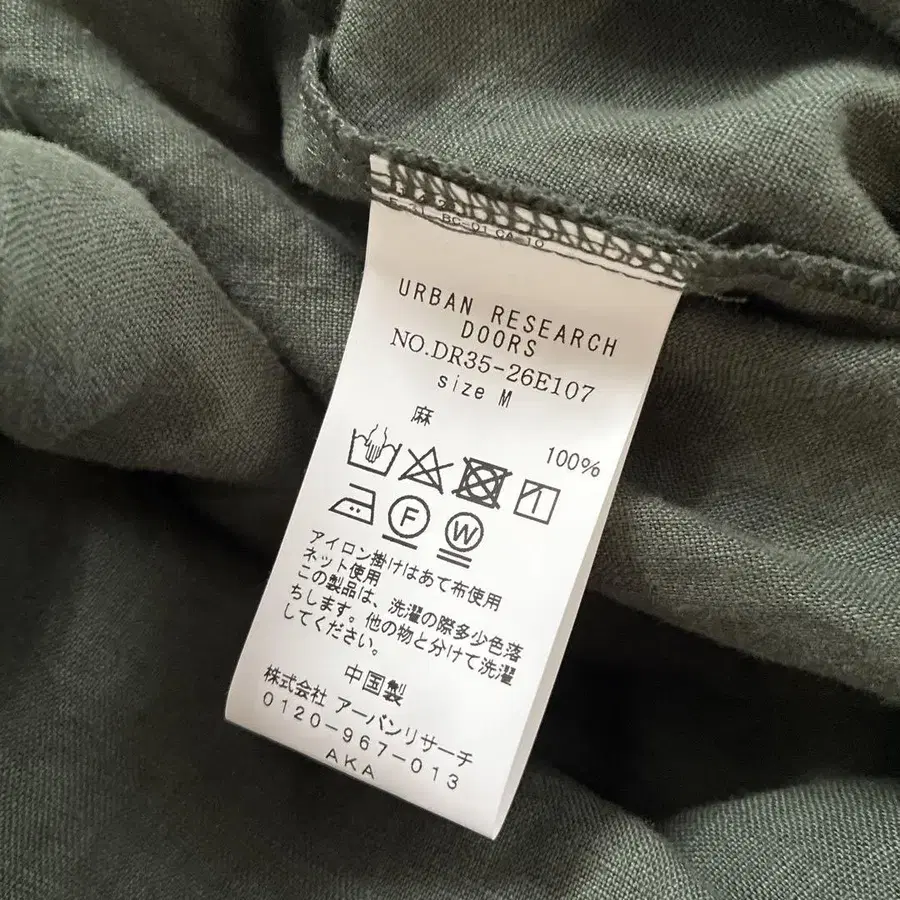 URBAN RESEARCH
DOORS
NO.DR35-26E107
size M
麻
100%
F W
アイロン掛けはあて布使用
ネット使用
この製品は、洗濯の際多少色落
ちします。他の物と分けて洗濯
してください。
中国製
株式会社 アーバンリサーチ
0120-967-013
AKA